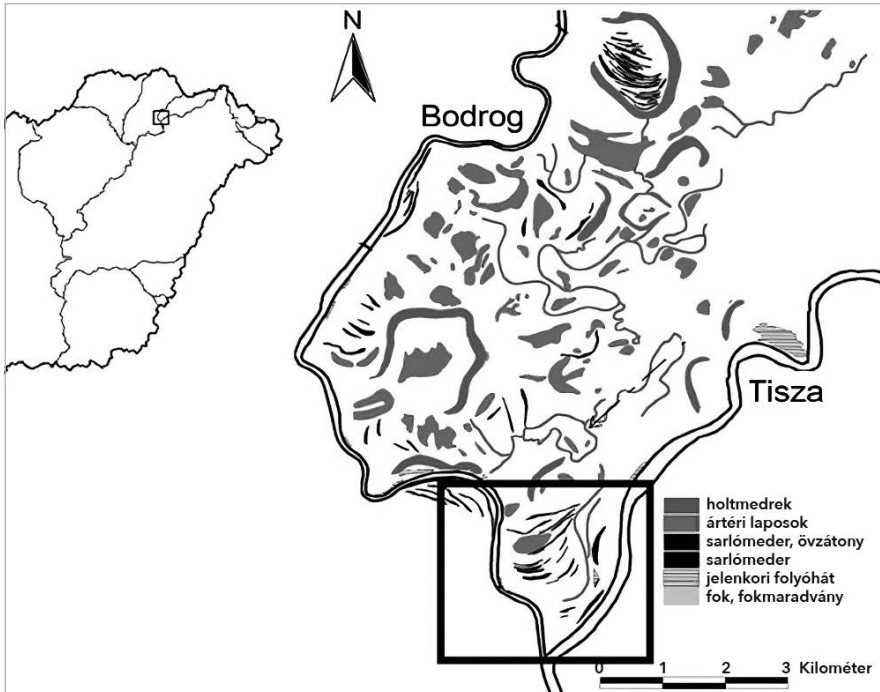 N
Bodrog
Tisza
holtmedrek
ártéri laposok
sarlómeder, övzátony
sarlómeder
jelenkori folyóhát
fok, fokmaradvány
0 1 2 3 Kilométer